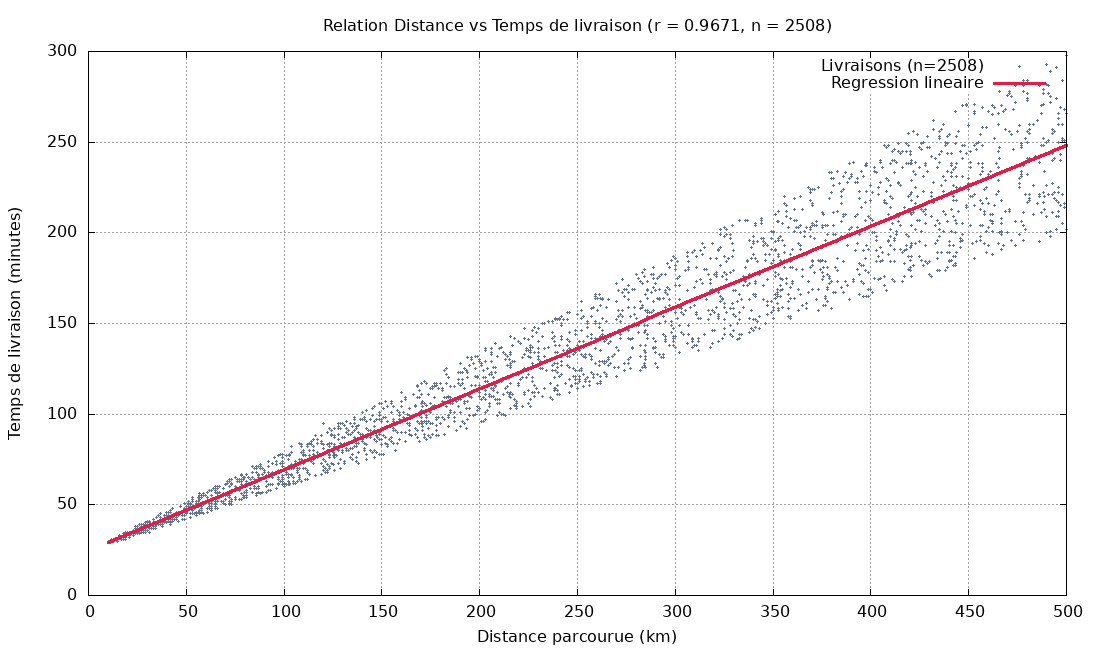 Relation Distance vs Temps de livraison (r = 0.9671, n = 2508)
Livraisons (n=2508)
Regression lineaire
300
250
200
150
100
50
0
Temps de livraison (minutes)
0 50 100 150 200 250 300 350 400 450 500
Distance parcourue (km)